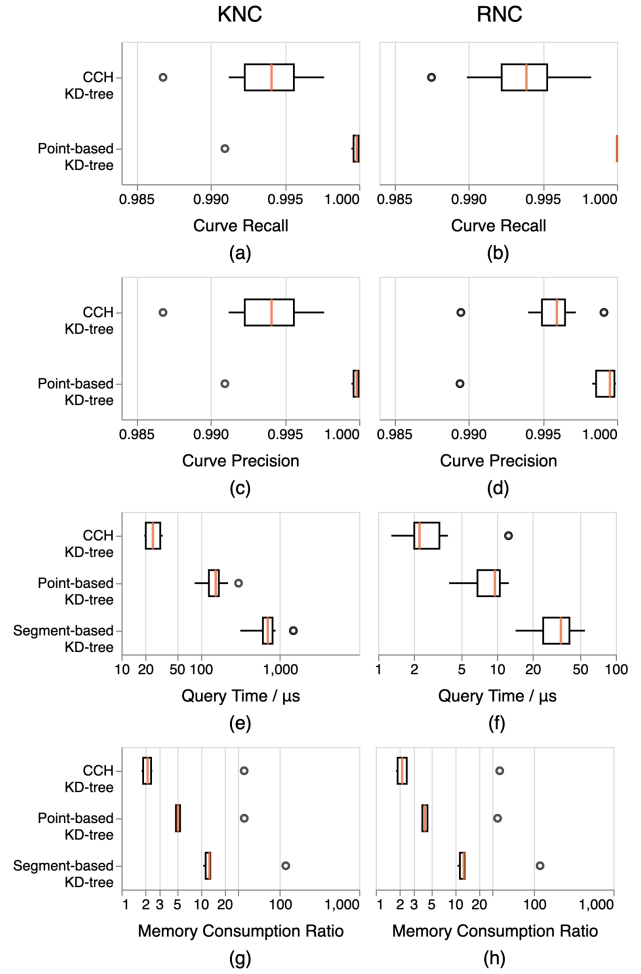 KNC RNC
CCH
KD-tree
Point-based
KD-tree
0.985 0.990 0.995 1.000 0.985 0.990 0.995 1.000
Curve Recall Curve Recall
(a) (b)
CCH
KD-tree
Point-based
KD-tree
0.985 0.990 0.995 1.000 0.985 0.990 0.995 1.000
Curve Precision Curve Precision
(c) (d)
CCH
KD-tree
Point-based
KD-tree
Segment-based
KD-tree
10 20 50 100 1,000 1 2 5 10 20 50 100
Query Time / μs Query Time / μs
(e) (f)
CCH
KD-tree
Point-based
KD-tree
Segment-based
KD-tree
1 2 3 5 10 20 100 1,000 1 2 3 5 10 20 100 1,000
Memory Consumption Ratio Memory Consumption Ratio
(g) (h)